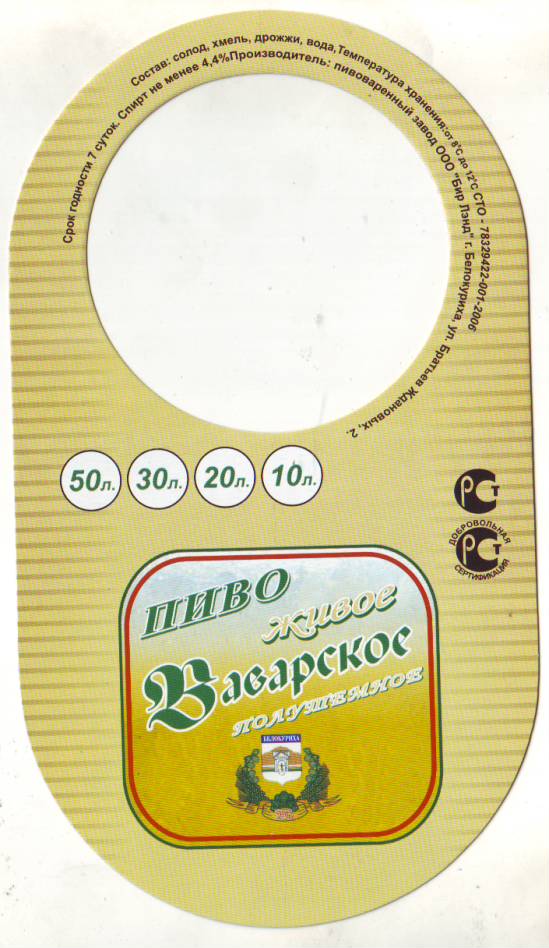 Состав: солод, хмель, дрожжи, вода,Температура хранения:от 8°С до 12°С СТО - 78329422-001-2006
Срок годности 7 суток. Спирт не менее 4,4%Производитель: пивоваренный завод ООО "Бир Лэнд" г. Белокуриха, ул. Братьев Ждановых, 2.
50л. 30л. 20л. 10л.
РСТ
ДОБРОВОЛЬНАЯ
РСТ
СЕРТИФИКАЦИЯ
ПИВО
живое
Баварское
ПОЛУТЕМНОЕ
БЕЛОКУРИХА